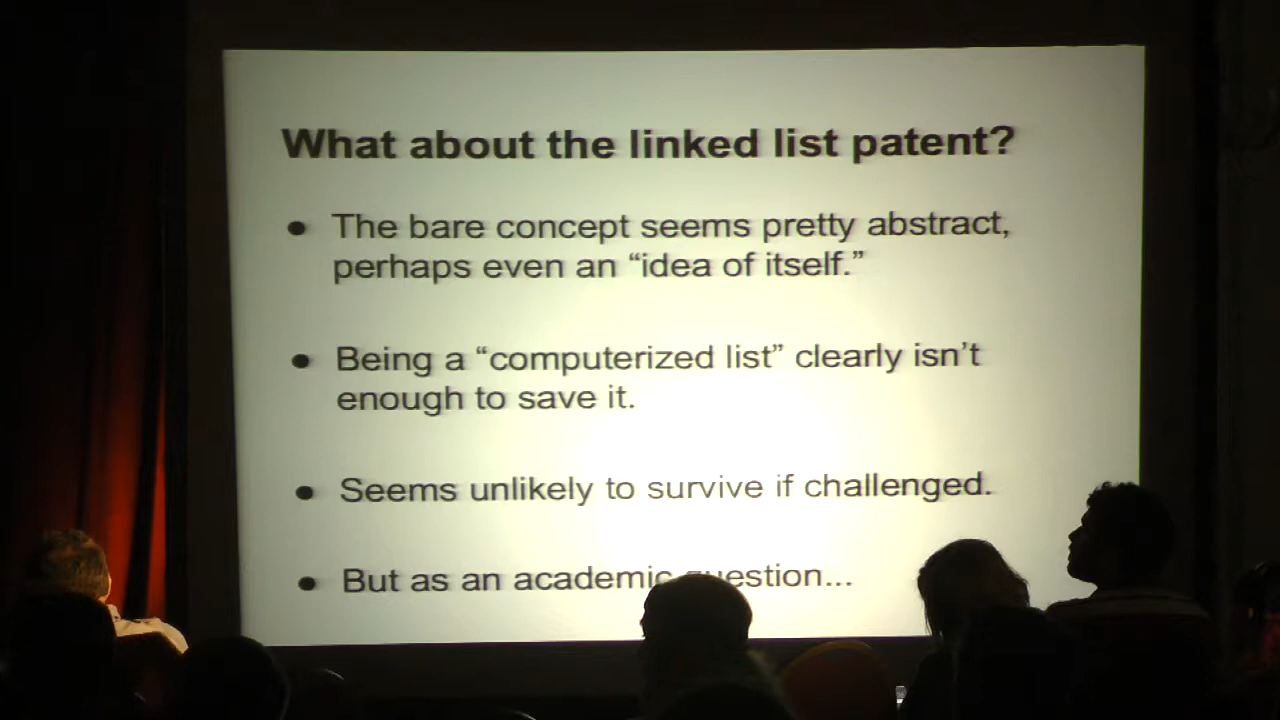 What about the linked list patent?
● The bare concept seems pretty abstract,
perhaps even an “idea of itself.”
● Being a “computerized list” clearly isn’t
enough to save it.
● Seems unlikely to survive if challenged.
● But as an academic question...